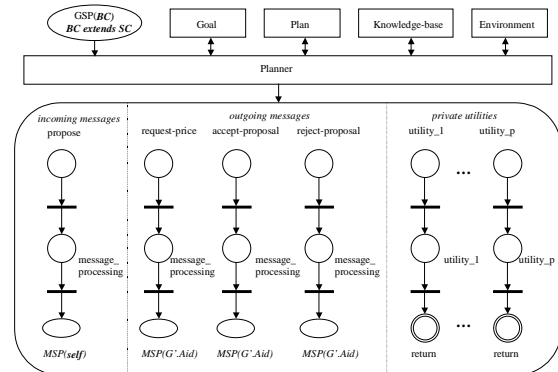 GSP(BC)
BC extends SC
Goal
Plan
Knowledge-base
Environment
Planner
incoming messages
outgoing messages
private utilities
propose
request-price
accept-proposal
reject-proposal
utility_1
utility_p
...
message_
processing
message_
processing
message_
processing
message_
processing
utility_1
utility_p
...
MSP(self)
MSP(G'.Aid)
MSP(G'.Aid)
MSP(G'.Aid)
return
return